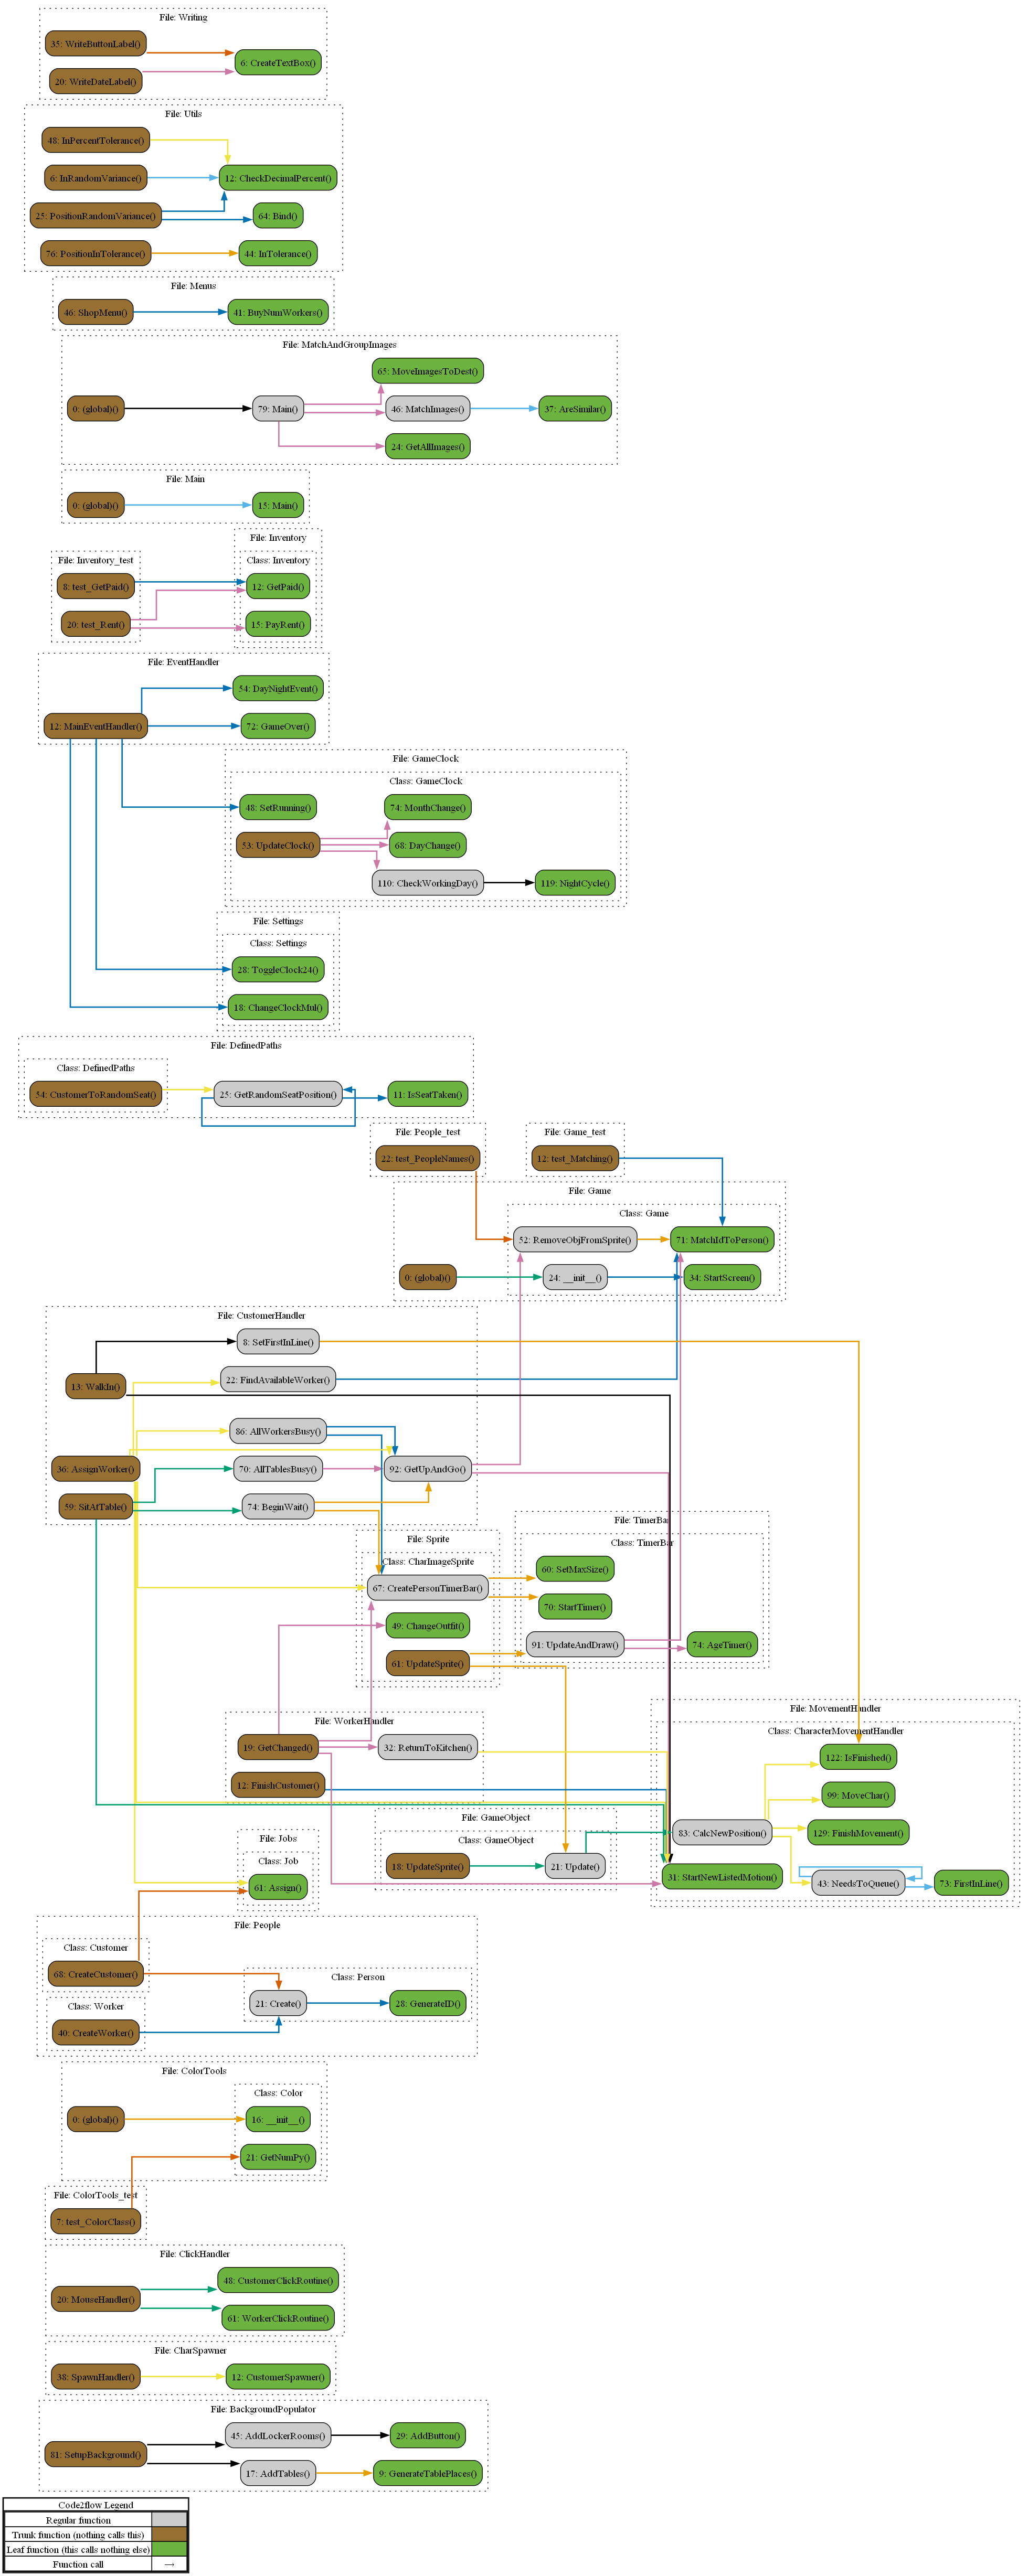 File: Writing
35: WriteButtonLabel()
6: CreateTextBox()
20: WriteDateLabel()
File: Utils
48: InPercentTolerance()
6: InRandomVariance()
12: CheckDecimalPercent()
25: PositionRandomVariance()
64: Bind()
76: PositionInTolerance()
44: InTolerance()
File: Menus
46: ShopMenu()
41: BuyNumWorkers()
File: MatchAndGroupImages
65: MoveImagesToDest()
0: (global)()
79: Main()
46: MatchImages()
37: AreSimilar()
24: GetAllImages()
File: Main
0: (global)()
15: Main()
File: Inventory
File: Inventory_test
Class: Inventory
8: test_GetPaid()
12: GetPaid()
20: test_Rent()
15: PayRent()
File: EventHandler
54: DayNightEvent()
12: MainEventHandler()
72: GameOver()
File: GameClock
Class: GameClock
48: SetRunning()
74: MonthChange()
53: UpdateClock()
68: DayChange()
110: CheckWorkingDay()
119: NightCycle()
File: Settings
Class: Settings
28: ToggleClock24()
18: ChangeClockMul()
File: DefinedPaths
Class: DefinedPaths
54: CustomerToRandomSeat()
25: GetRandomSeatPosition()
11: IsSeatTaken()
File: People_test
File: Game_test
22: test_PeopleNames()
12: test_Matching()
File: Game
Class: Game
52: RemoveObjFromSprite()
71: MatchIdToPerson()
0: (global)()
24: __init__()
34: StartScreen()
File: CustomerHandler
8: SetFirstInLine()
13: WalkIn()
22: FindAvailableWorker()
86: AllWorkersBusy()
36: AssignWorker()
70: AllTablesBusy()
92: GetUpAndGo()
59: SitAtTable()
74: BeginWait()
File: TimerBar
File: Sprite
Class: TimerBar
Class: CharImageSprite
60: SetMaxSize()
67: CreatePersonTimerBar()
70: StartTimer()
49: ChangeOutfit()
91: UpdateAndDraw()
74: AgeTimer()
61: UpdateSprite()
File: MovementHandler
File: WorkerHandler
Class: CharacterMovementHandler
19: GetChanged()
32: ReturnToKitchen()
122: IsFinished()
12: FinishCustomer()
99: MoveChar()
File: GameObject
83: CalcNewPosition()
129: FinishMovement()
File: Jobs
Class: GameObject
Class: Job
18: UpdateSprite()
21: Update()
31: StartNewListedMotion()
43: NeedsToQueue()
73: FirstInLine()
61: Assign()
File: People
Class: Customer
68: CreateCustomer()
Class: Person
Class: Worker
21: Create()
28: GenerateID()
40: CreateWorker()
File: ColorTools
Class: Color
0: (global)()
16: __init__()
21: GetNumPy()
File: ColorTools_test
7: test_ColorClass()
File: ClickHandler
48: CustomerClickRoutine()
20: MouseHandler()
61: WorkerClickRoutine()
File: CharSpawner
38: SpawnHandler()
12: CustomerSpawner()
File: BackgroundPopulator
45: AddLockerRooms()
29: AddButton()
81: SetupBackground()
17: AddTables()
9: GenerateTablePlaces()
Code2flow Legend
Regular function
Trunk function (nothing calls this)
Leaf function (this calls nothing else)
Function call →